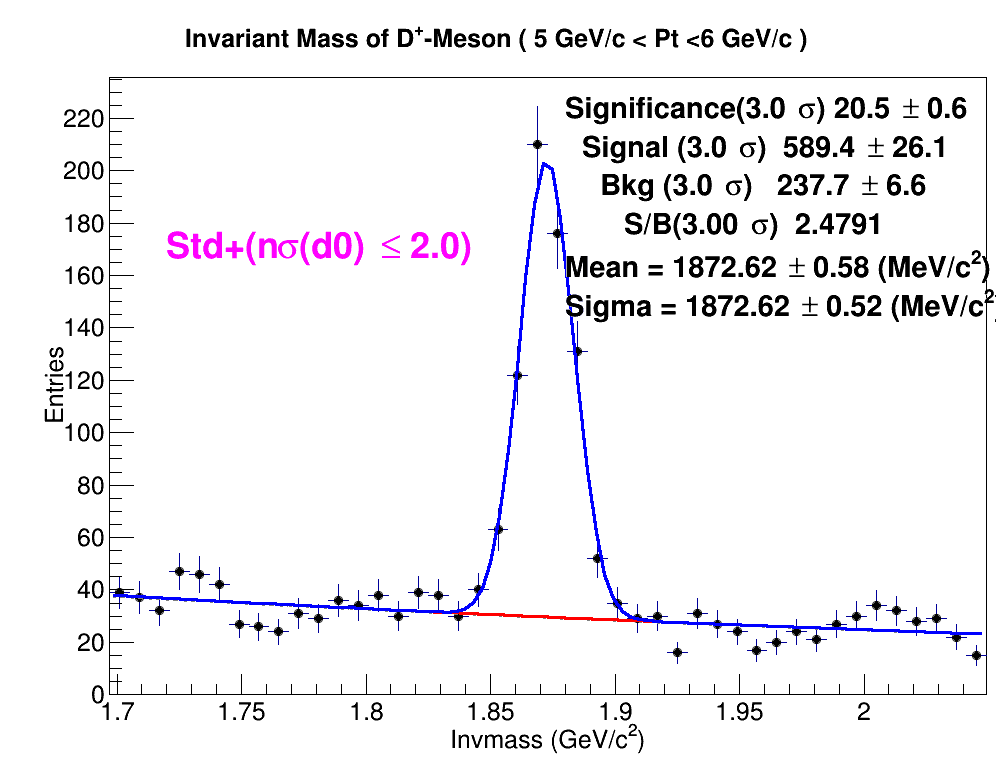 Invariant Mass of D⁺-Meson ( 5 GeV/c < Pt <6 GeV/c )
Significance(3.0 σ) 20.5 ± 0.6
Signal (3.0 σ) 589.4 ± 26.1
Bkg (3.0 σ) 237.7 ± 6.6
S/B(3.00 σ) 2.4791
Std+(nσ(d0) ≤ 2.0)
Mean = 1872.62 ± 0.58 (MeV/c²)
Sigma = 1872.62 ± 0.52 (MeV/c²)
Entries
220
200
180
160
140
120
100
80
60
40
20
0
1.7 1.75 1.8 1.85 1.9 1.95 2
Invmass (GeV/c²)